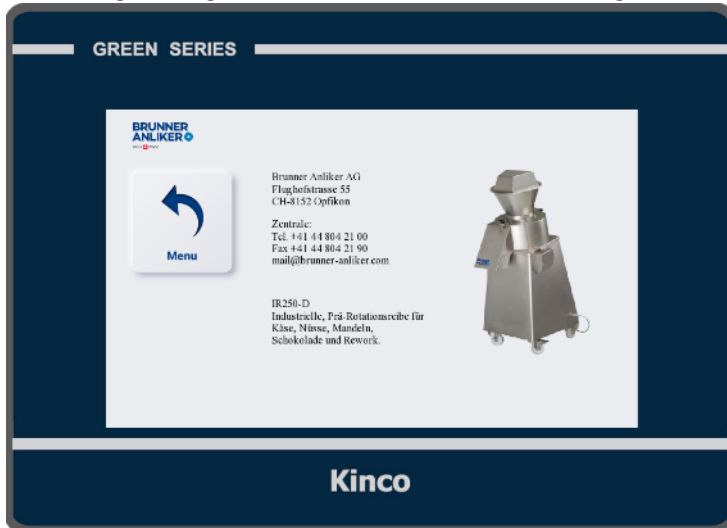 GREEN SERIES
BRUNNER
ANLIKER
Menu
Brunner Anliker AG
Flughofstrasse 55
CH-8152 Opfikon
Zentrale:
Tel. +41 44 804 21 00
Fax +41 44 804 21 90
mail@brunner-anliker.com
IR250-D
Industrielle, Prä-Rotationsreibe für
Käse, Nüsse, Mandeln,
Schokolade und Rework.
Kinco